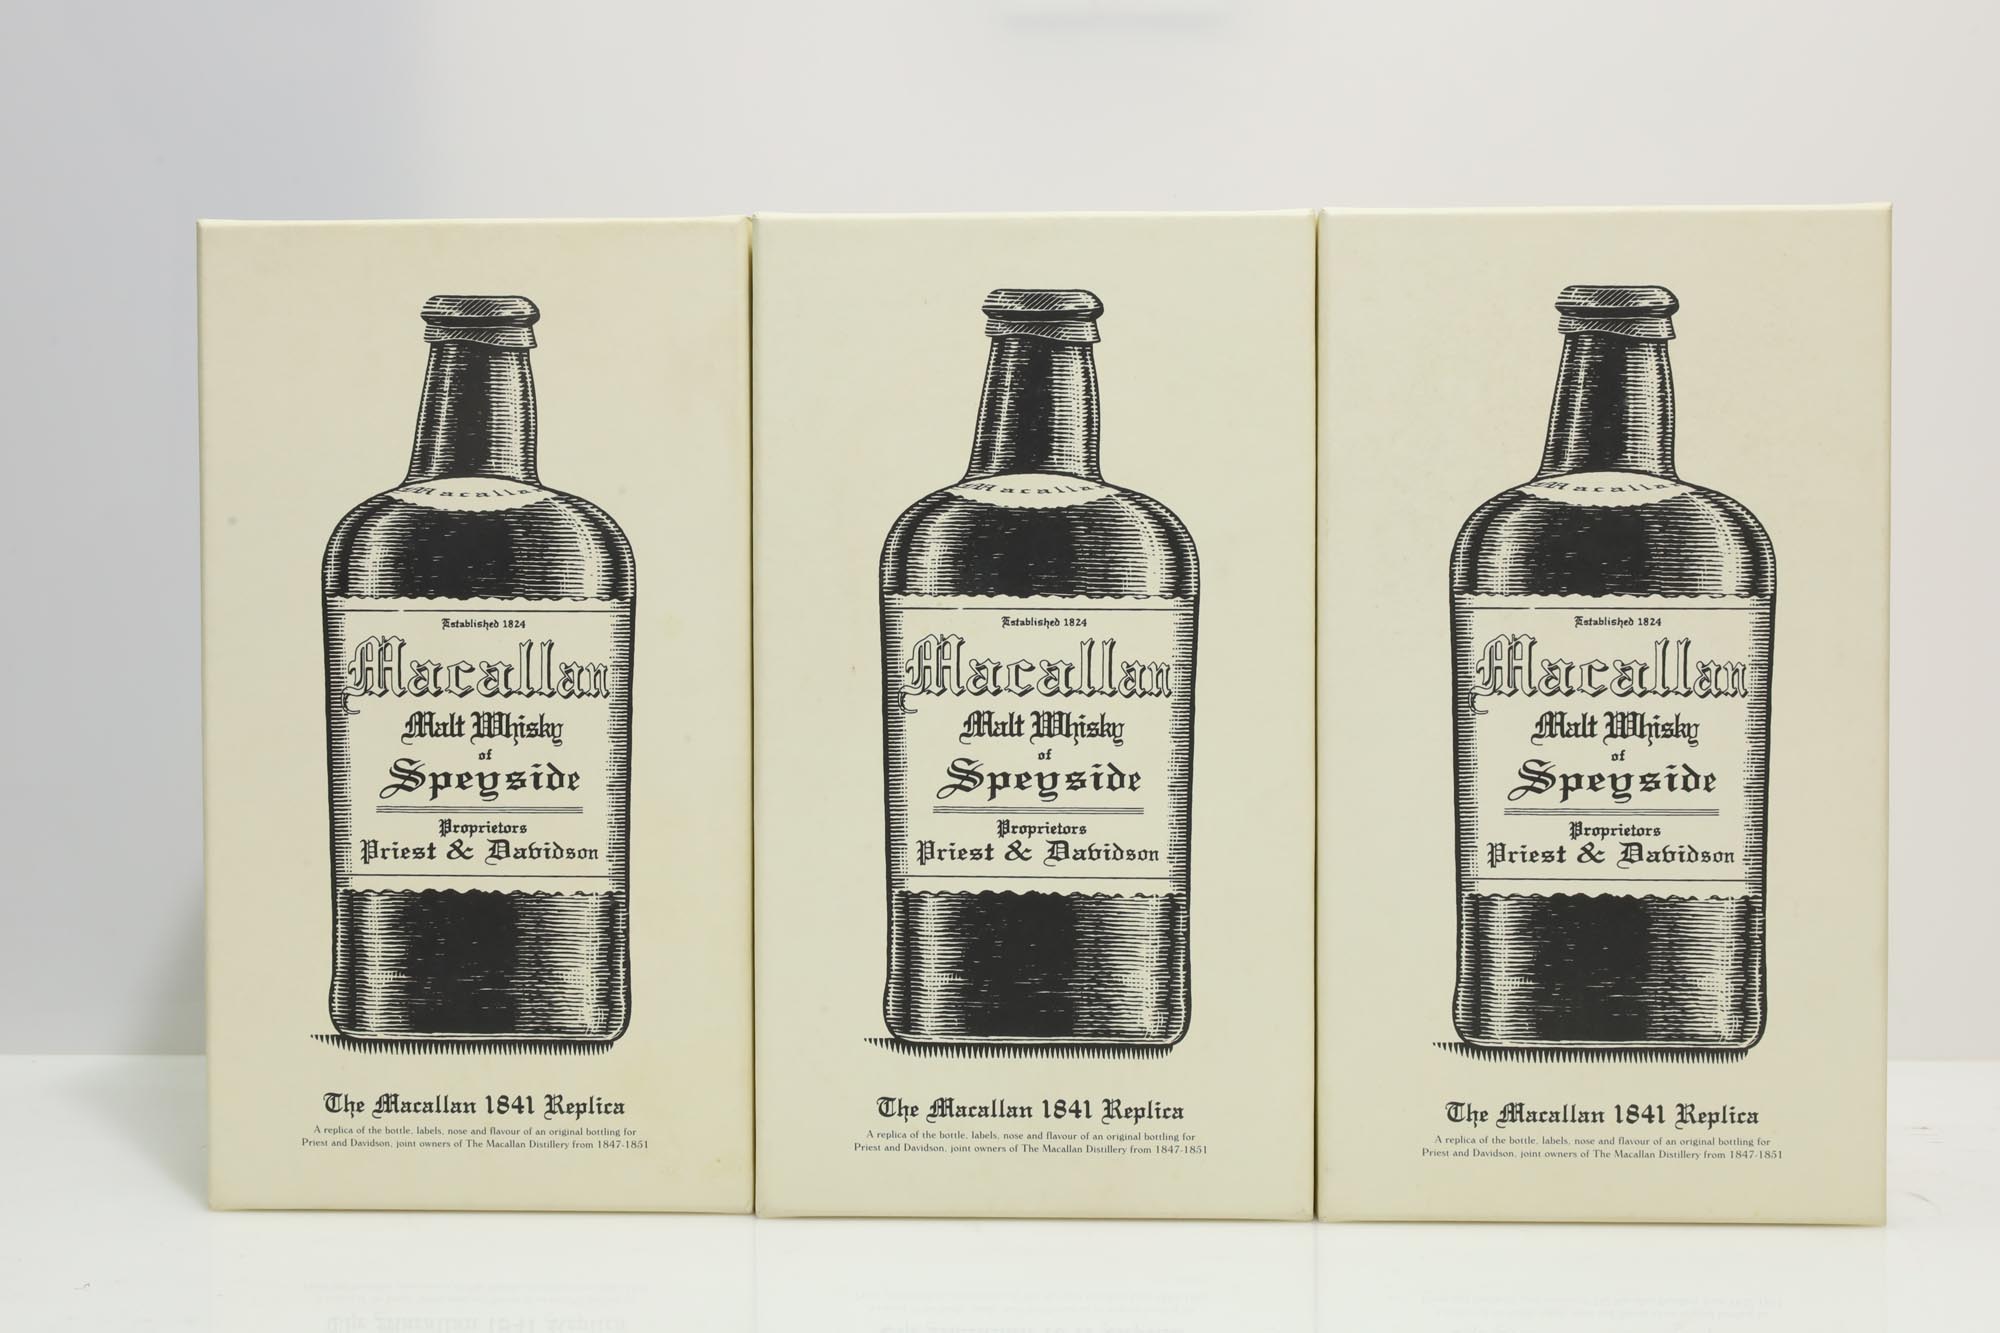 Macallan
Established 1824
Macallan
Malt Whisky
of
Speyside
Proprietors
Priest & Davidson
The Macallan 1841 Replica
A replica of the bottle, labels, nose and flavour of an original bottling for
Priest and Davidson, joint owners of The Macallan Distillery from 1847-1851
Macallan
Established 1824
Macallan
Malt Whisky
of
Speyside
Proprietors
Priest & Davidson
The Macallan 1841 Replica
A replica of the bottle, labels, nose and flavour of an original bottling for
Priest and Davidson, joint owners of The Macallan Distillery from 1847-1851
Macallan
Established 1824
Macallan
Malt Whisky
of
Speyside
Proprietors
Priest & Davidson
The Macallan 1841 Replica
A replica of the bottle, labels, nose and flavour of an original bottling for
Priest and Davidson, joint owners of The Macallan Distillery from 1847-1851